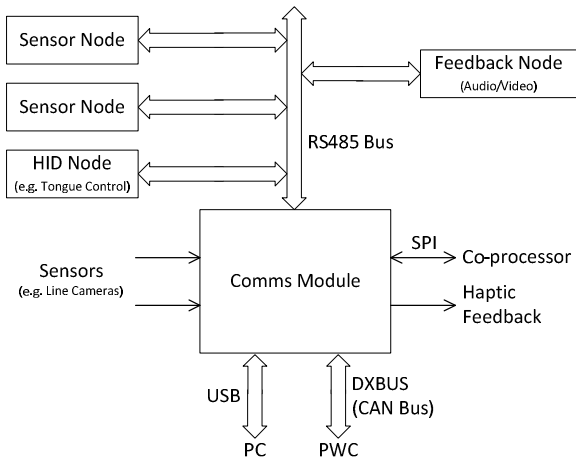 Sensor Node
Sensor Node
HID Node
(e.g. Tongue Control)
Feedback Node
(Audio/Video)
RS485 Bus
Sensors
(e.g. Line Cameras)
Comms Module
SPI
Co-processor
Haptic
Feedback
USB
DXBUS
(CAN Bus)
PC
PWC